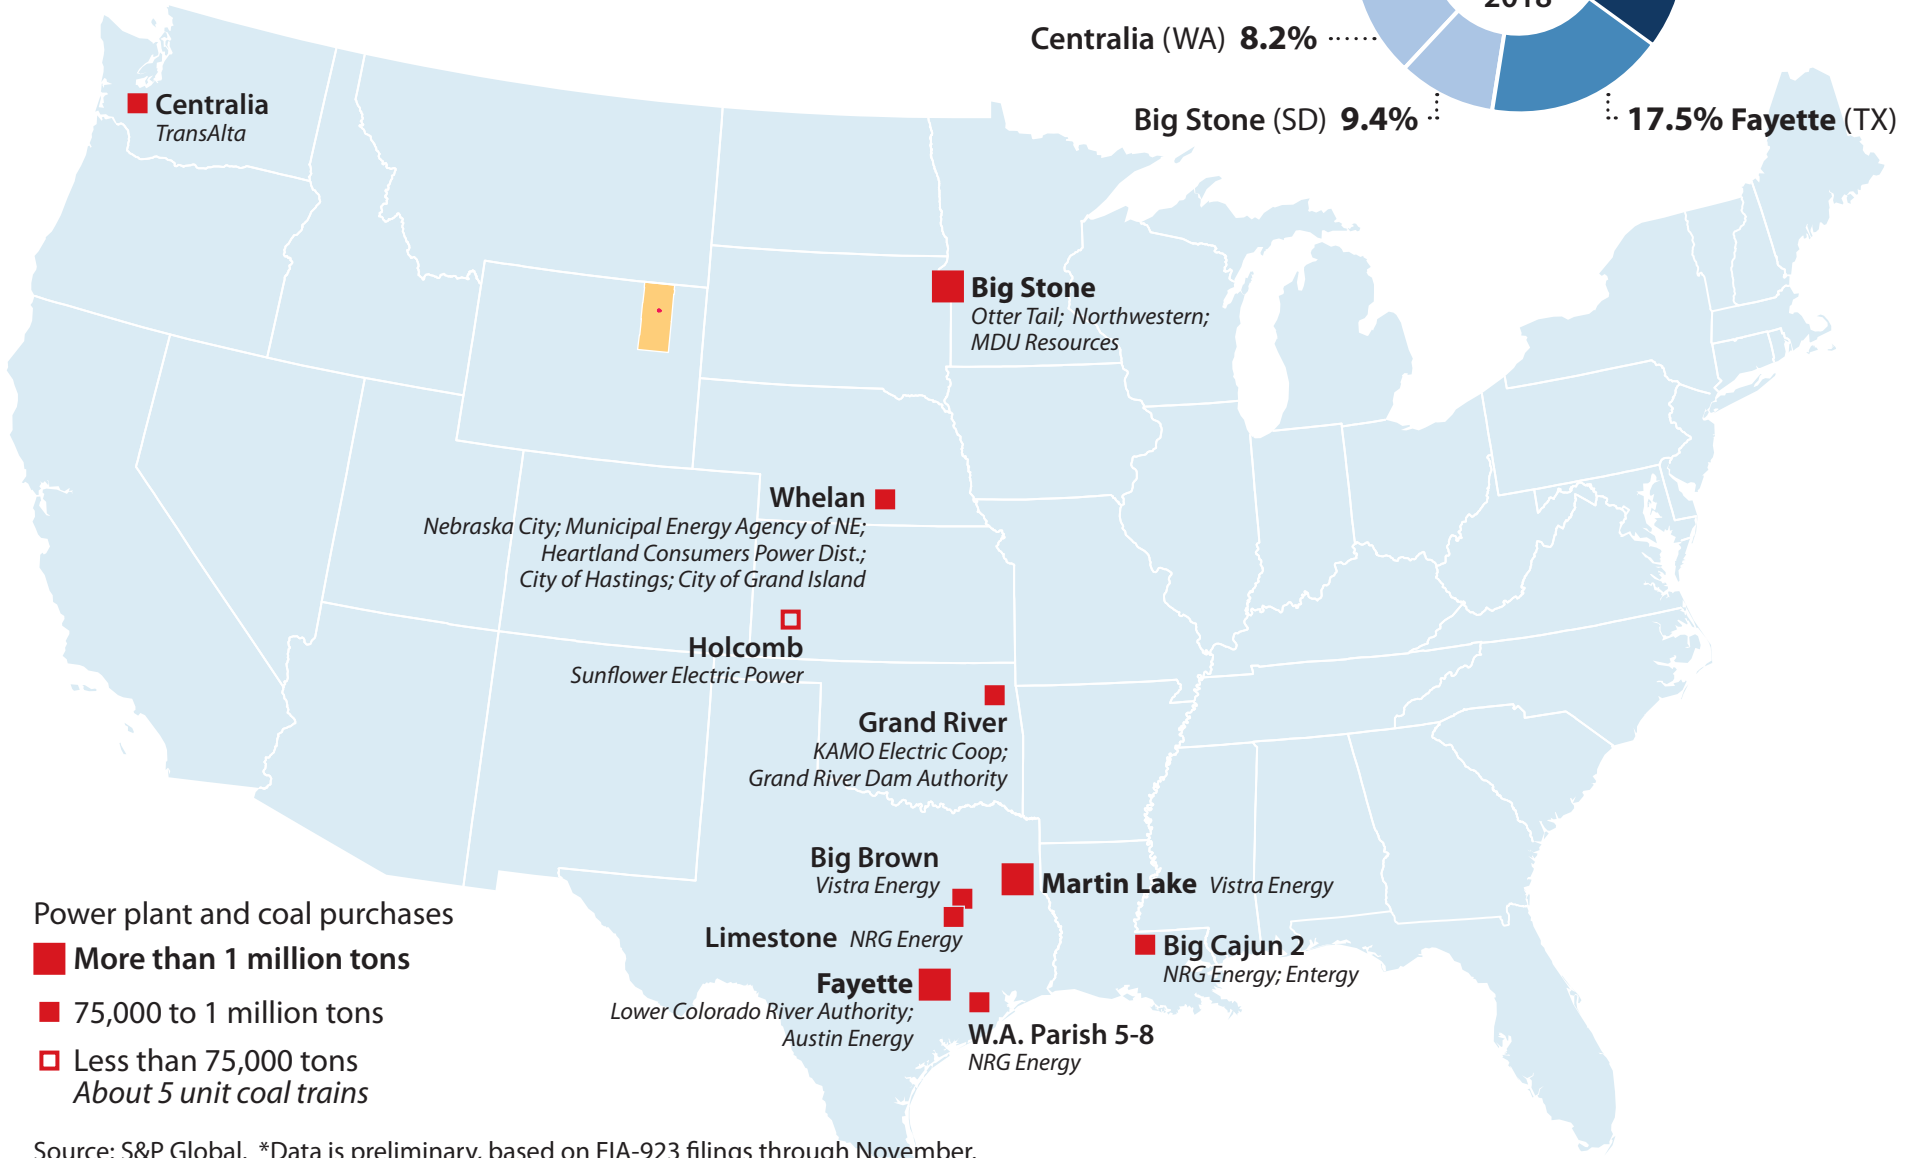 2018
Centralia (WA) 8.2%
Big Stone (SD) 9.4%
17.5% Fayette (TX)
Centralia
TransAlta
Big Stone
Otter Tail; Northwestern;
MDU Resources
Whelan
Nebraska City; Municipal Energy Agency of NE;
Heartland Consumers Power Dist.;
City of Hastings; City of Grand Island
Holcomb
Sunflower Electric Power
Grand River
KAMO Electric Coop;
Grand River Dam Authority
Big Brown
Vistra Energy
Martin Lake Vistra Energy
Limestone NRG Energy
Big Cajun 2
NRG Energy; Entergy
Fayette
Lower Colorado River Authority;
Austin Energy
W.A. Parish 5-8
NRG Energy
Power plant and coal purchases
More than 1 million tons
75,000 to 1 million tons
Less than 75,000 tons
About 5 unit coal trains
Source: S&P Global. *Data is preliminary, based on EIA-923 filings through November.